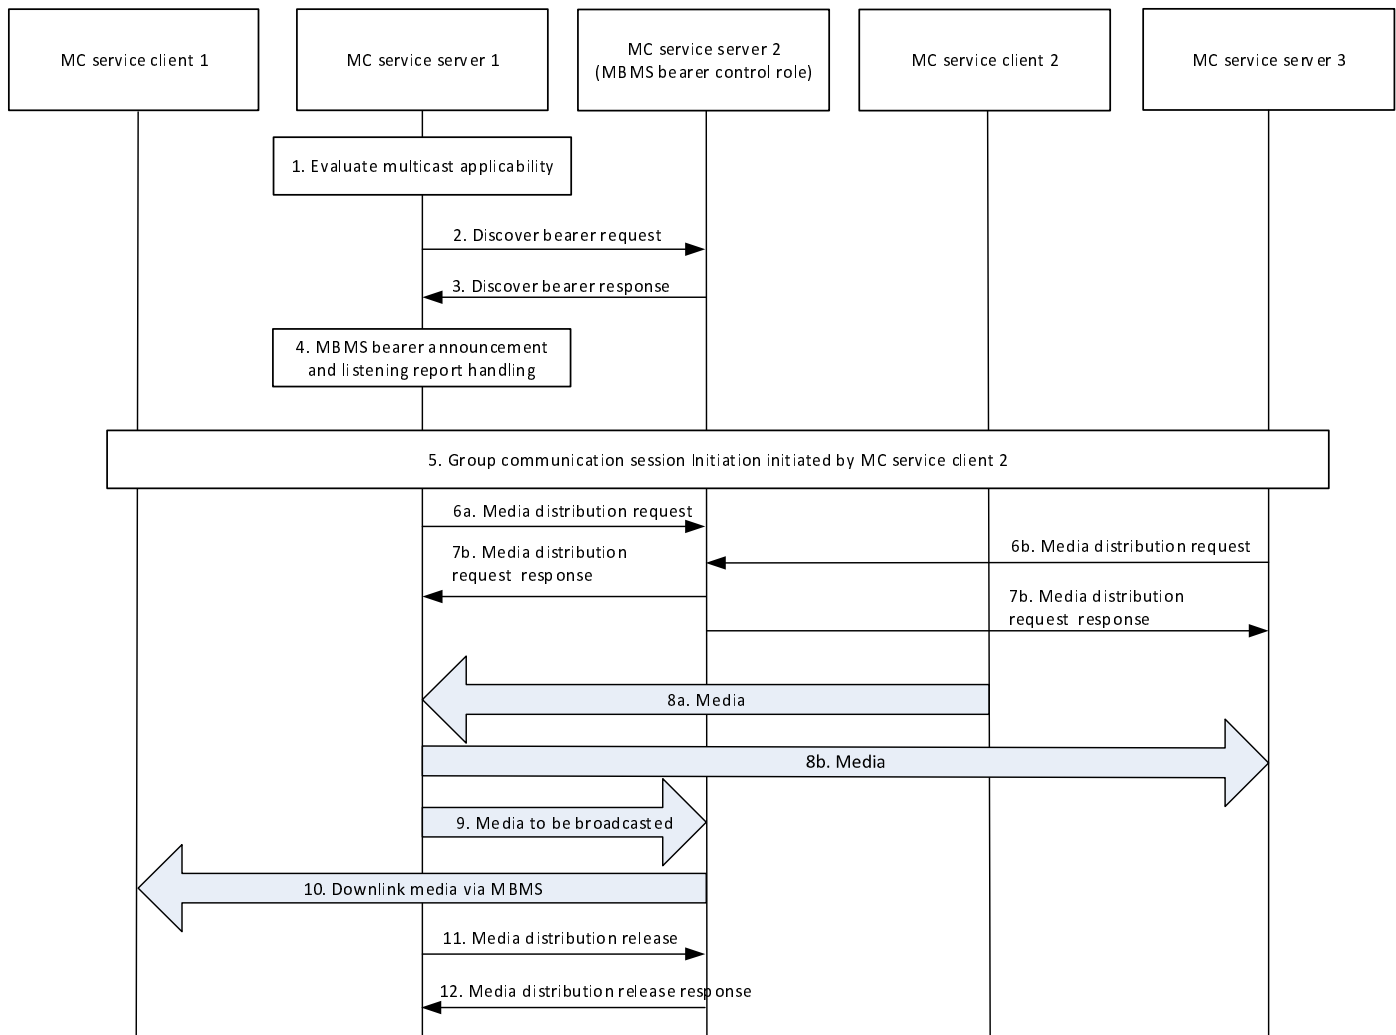 MC service client 1
MC service server 1
MC service server 2
(MBMS bearer control role)
MC service client 2
MC service server 3
1. Evaluate multicast applicability
2. Discover bearer request
3. Discover bearer response
4. MBMS bearer announcement
and listening report handling
5. Group communication session Initiation initiated by MC service client 2
6a. Media distribution request
6b. Media distribution request
7b. Media distribution
request response
7b. Media distribution
request response
8a. Media
8b. Media
9. Media to be broadcasted
10. Downlink media via MBMS
11. Media distribution release
12. Media distribution release response